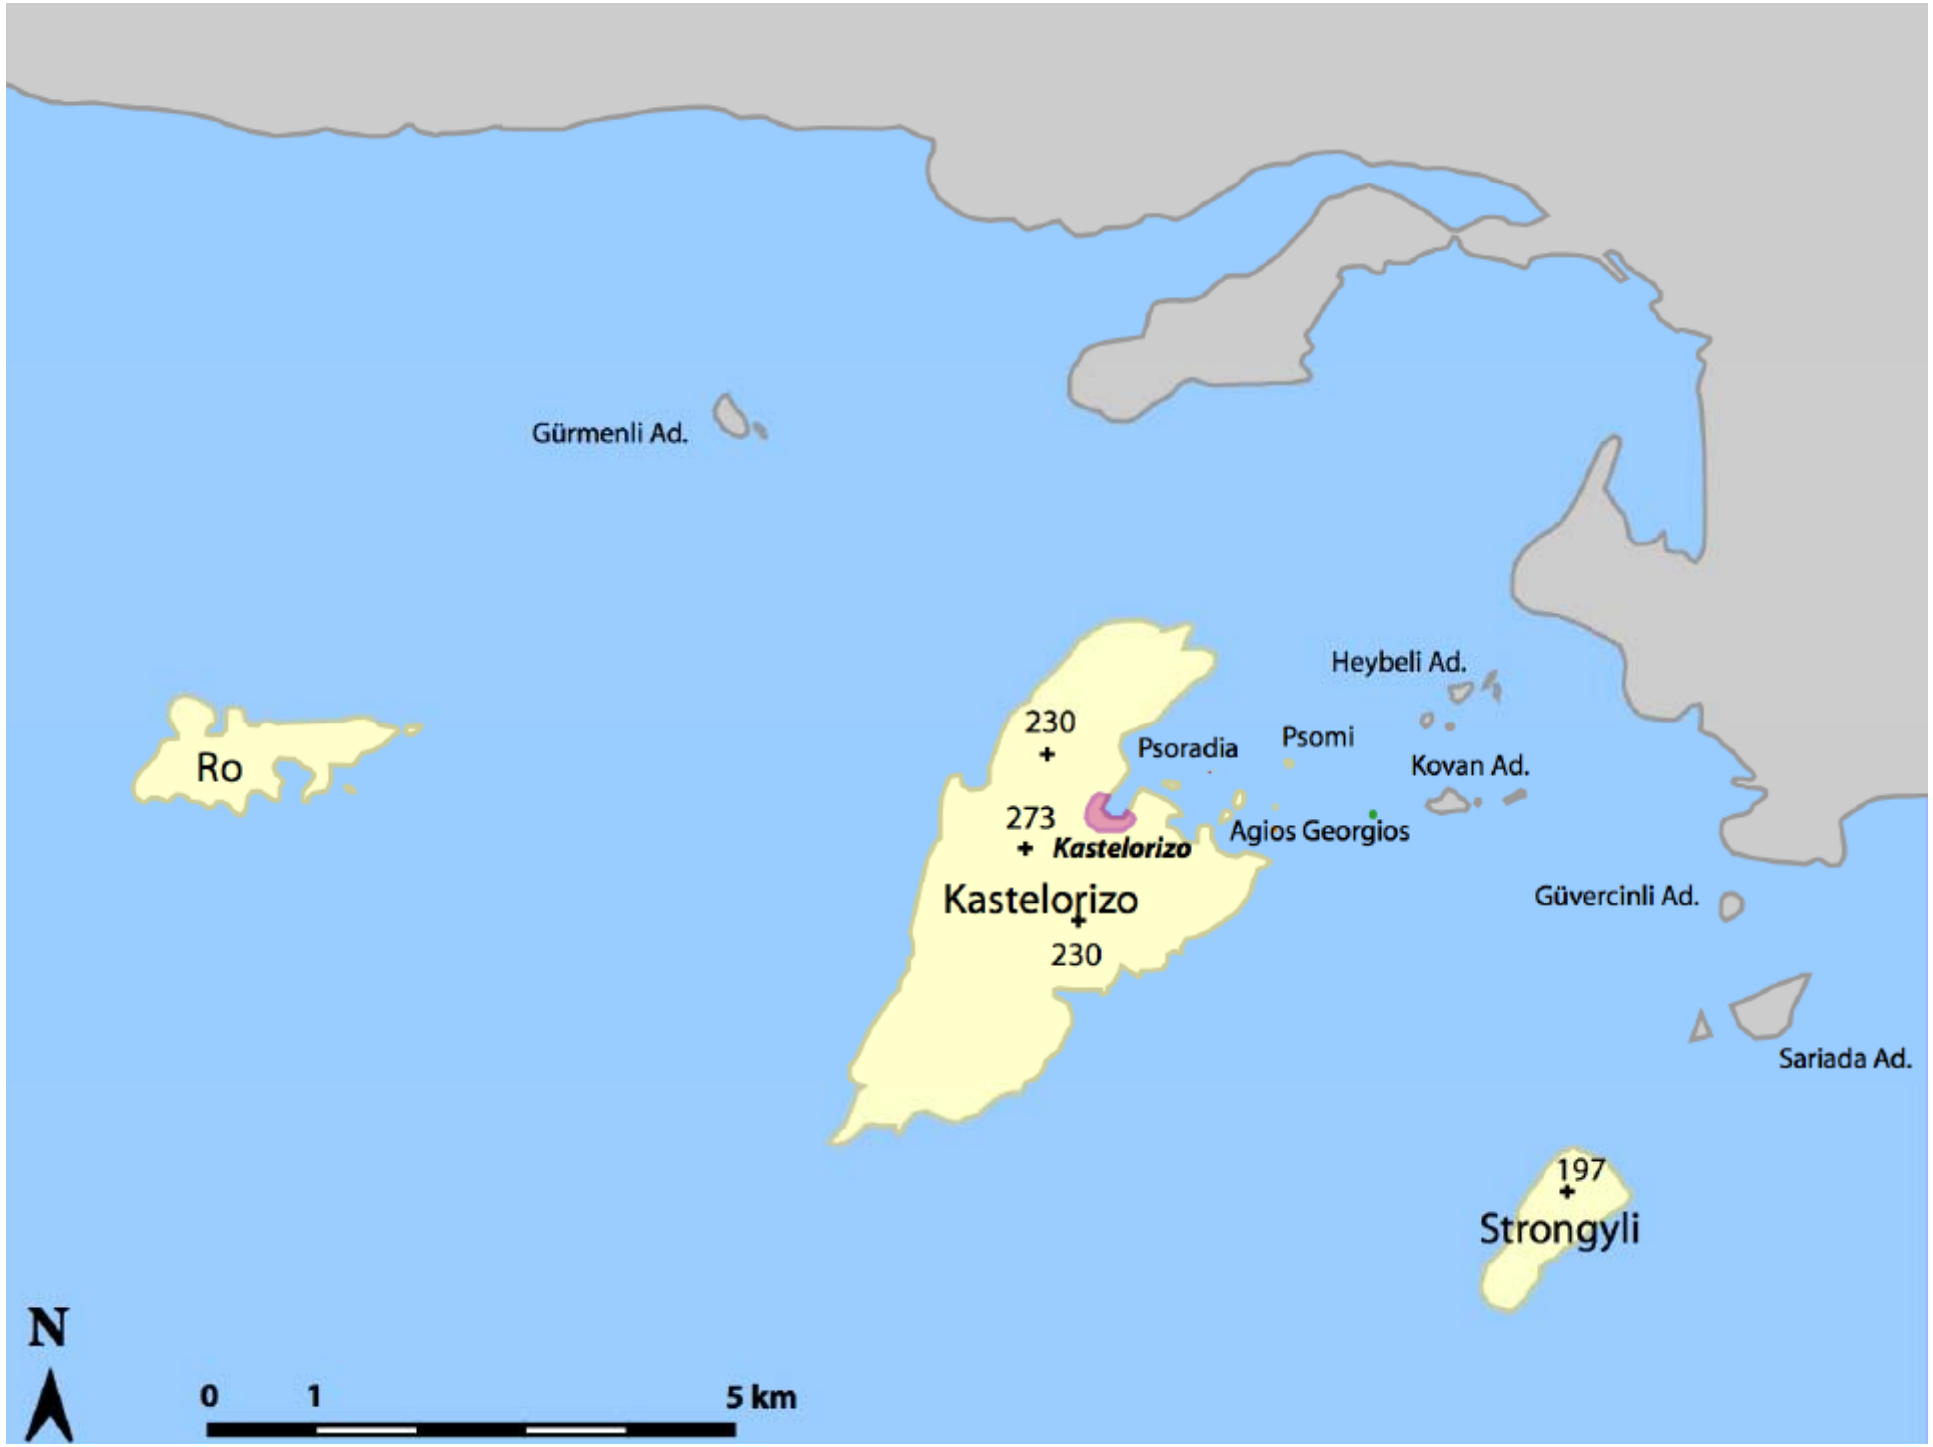 Gürmenli Ad.
Heybeli Ad.
230
Psoradia
Psomi
Ro
Kovan Ad.
273
Agios Georgios
Kastelorizo
Kastelorizo
Güvercinli Ad.
230
Sariada Ad.
197
Strongyli
N
0 1 5 km